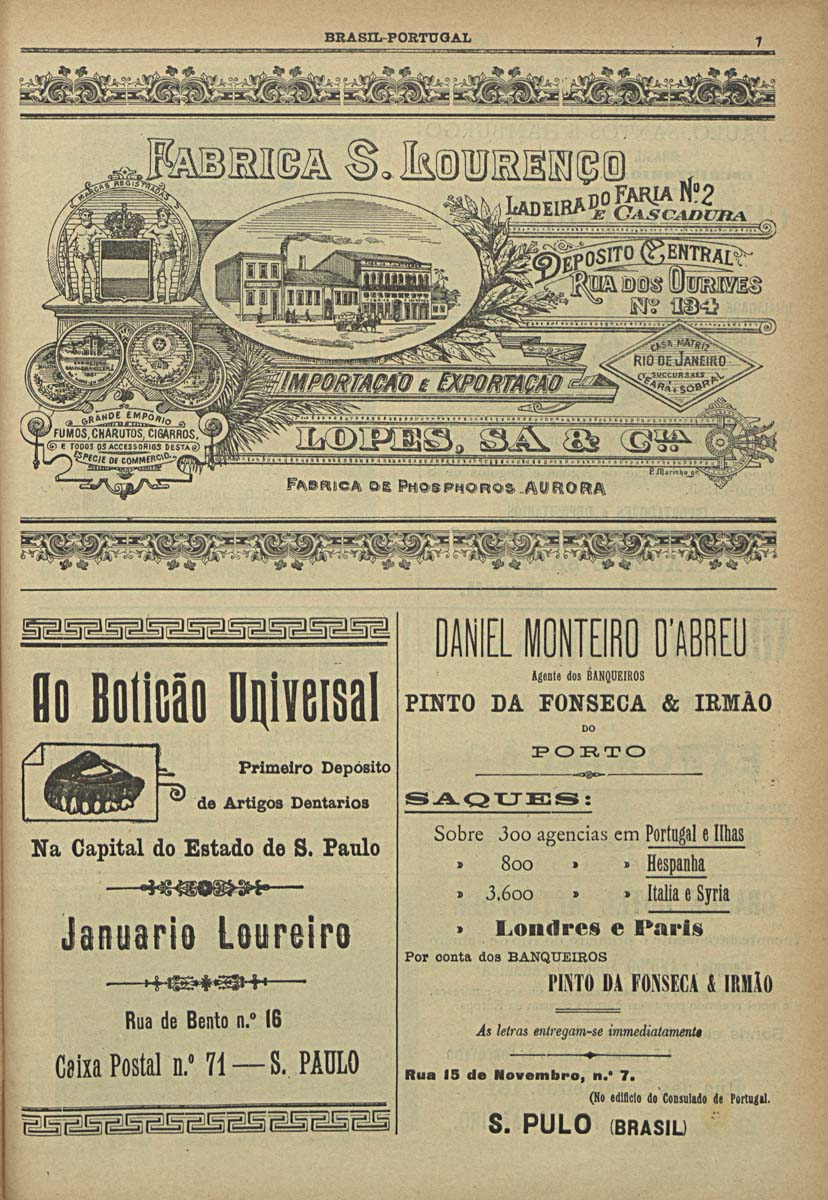 BRASIL-PORTUGAL
7
FABRICA S. LOURENÇO
LADEIRA DO FARIA Nº 2
E CASCADURA
MARCAS REGISTRADAS
DEPOSITO CENTRAL
RUA DOS OURIVES
Nº 134
CASA MATRIZ
RIO DE JANEIRO
SUCCURSAES
CEARÁ E SOBRAL
IMPORTAÇÃO E EXPORTAÇÃO
GRANDE EMPORIO
FUMOS, CHARUTOS, CIGARROS,
E TODOS OS ACCESSORIOS DESTA
ESPECIE DE COMMERCIO
LOPES, SÁ & CIA
P. Marinho gr.
FABRICA DE PHOSPHOROS AURORA
Ao Boticão Universal
Primeiro Deposito
de Artigos Dentarios
Na Capital do Estado de S. Paulo
Januario Loureiro
Rua de Bento n.º 16
Caixa Postal n.º 71 — S. PAULO
DANIEL MONTEIRO D'ABREU
Agente dos BANQUEIROS
PINTO DA FONSECA & IRMÃO
DO
PORTO
SAQUES:
Sobre 300 agencias em Portugal e Ilhas
» 800 » » Hespanha
» 3.600 » » Italia e Syria
» Londres e Paris
Por conta dos BANQUEIROS
PINTO DA FONSECA & IRMÃO
As letras entregam-se immediatamente
Rua 15 de Novembro, n.º 7.
(No edificio do Consulado de Portugal.
S. PULO (BRASIL)